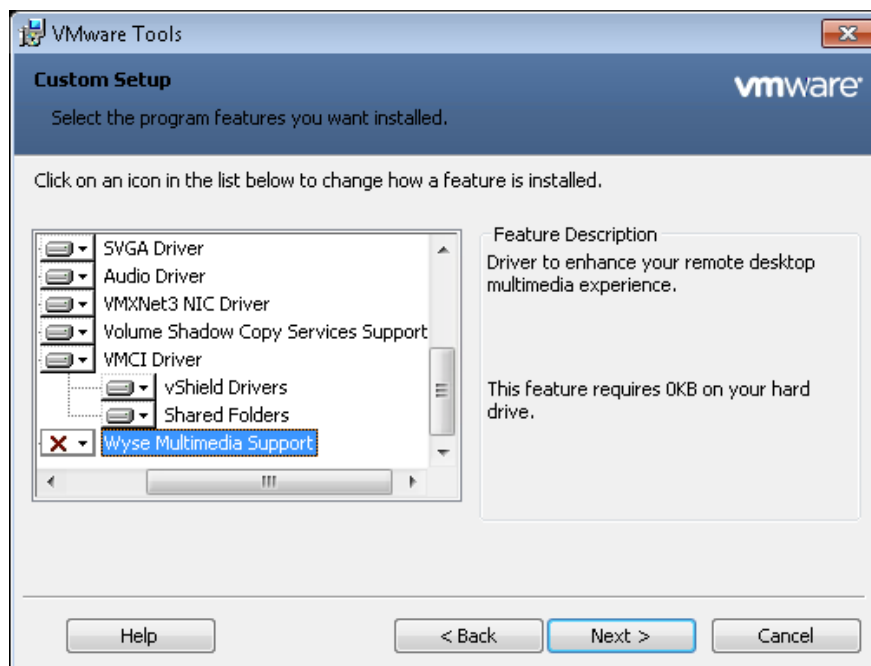 VMware Tools
Custom Setup
vmware
Select the program features you want installed.
Click on an icon in the list below to change how a feature is installed.
SVGA Driver
Audio Driver
VMXNet3 NIC Driver
Volume Shadow Copy Services Support
VMCI Driver
vShield Drivers
Shared Folders
Wyse Multimedia Support
Feature Description
Driver to enhance your remote desktop
multimedia experience.
This feature requires 0KB on your hard
drive.
Help
< Back
Next >
Cancel